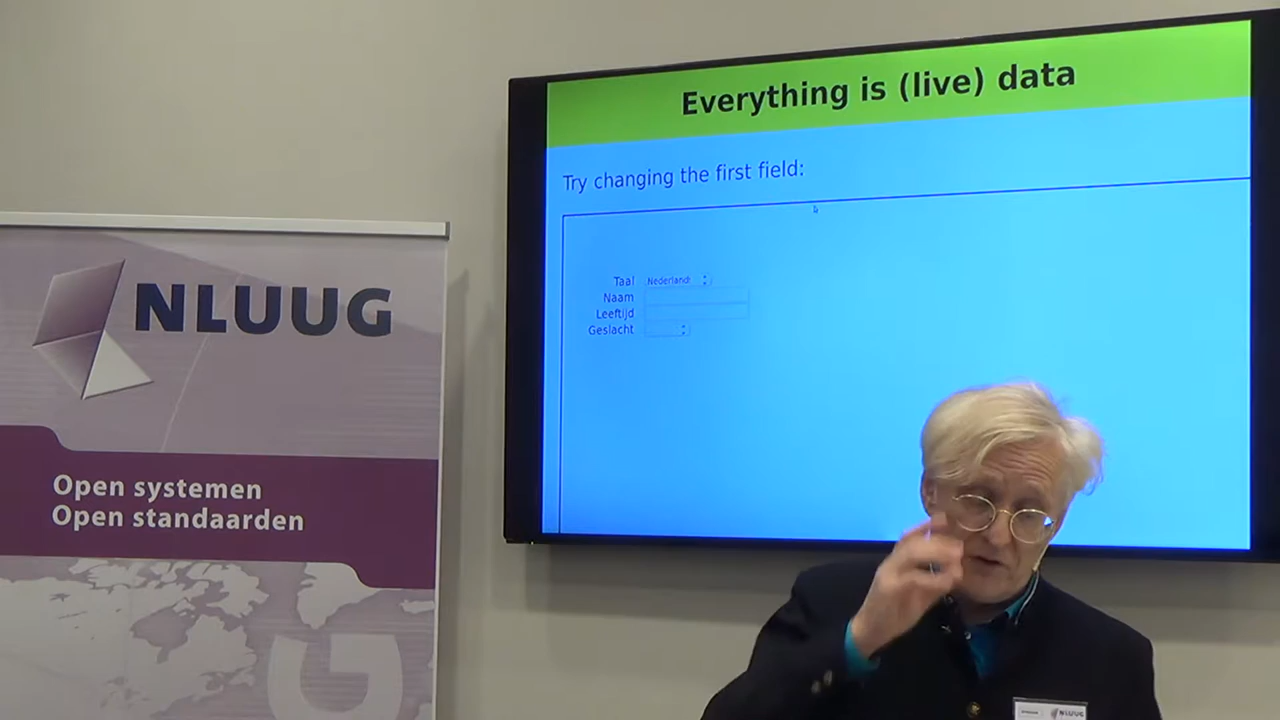 Everything is (live) data
Try changing the first field:
Taal Nederland
Naam
Leeftijd
Geslacht
NLUUG
Open systemen
Open standaarden
G
NLUUG